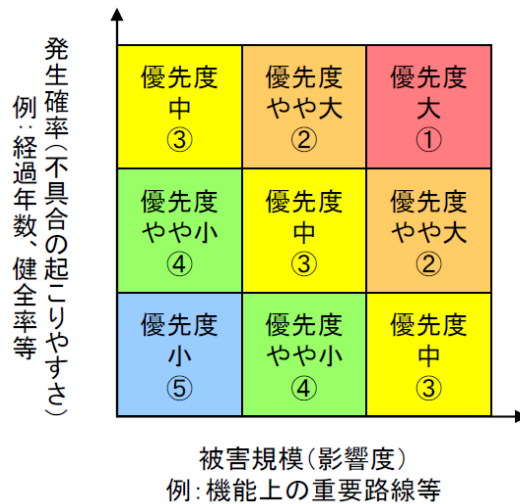 発生確率(不具合の起こりやすさ)
例:経過年数、健全率等
優先度
中
③
優先度
やや大
②
優先度
大
①
優先度
やや小
④
優先度
中
③
優先度
やや大
②
優先度
小
⑤
優先度
やや小
④
優先度
中
③
被害規模(影響度)
例:機能上の重要路線等